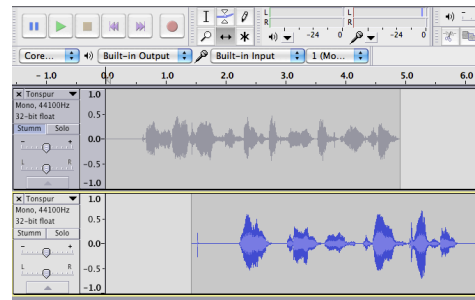 L R
L R
-24 0
-24 0
Core... Built-in Output Built-in Input 1 (Mo...
- 1.0 0,0 1.0 2.0 3.0 4.0 5.0 6.0
× Tonspur 1.0
Mono, 44100Hz
32-bit float 0.5-
Stumm Solo
- + 0.0-
L R -0.5-
-1.0
× Tonspur 1.0
Mono, 44100Hz
32-bit float 0.5-
Stumm Solo
- + 0.0-
L R -0.5-
-1.0